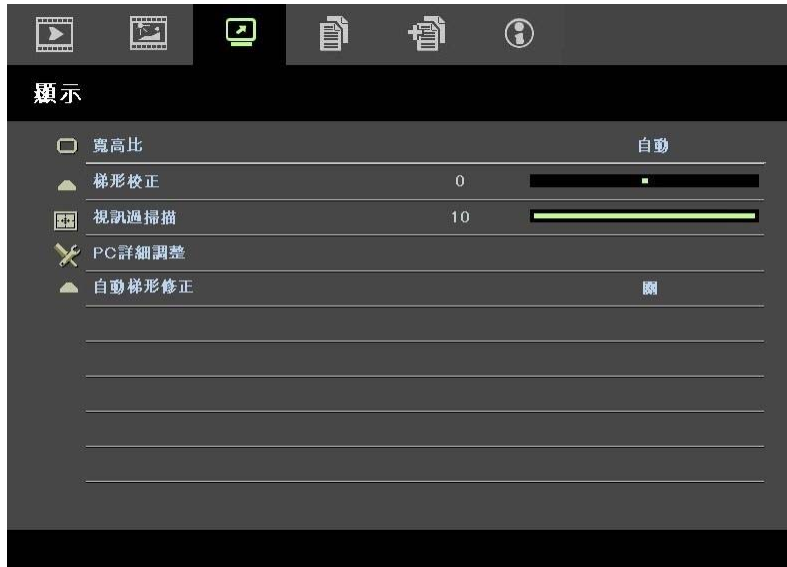 顯示
寬高比 自動
梯形校正 0
視訊過掃描 10
PC詳細調整
自動梯形修正 關